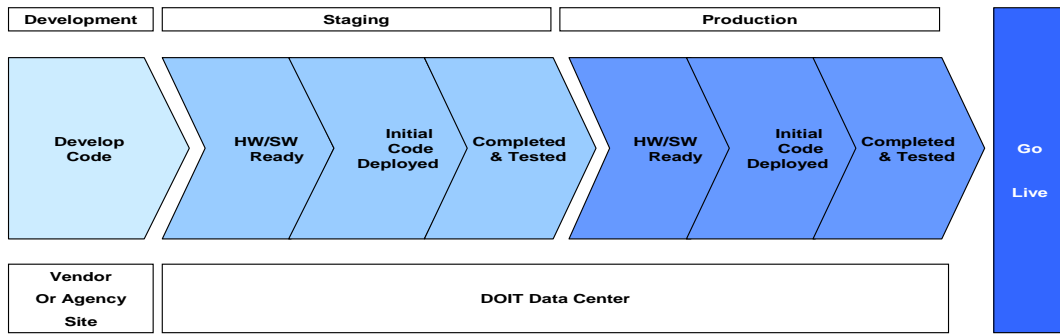 Development
Staging
Production
Develop
Code
HW/SW
Ready
Initial
Code
Deployed
Completed
& Tested
HW/SW
Ready
Initial
Code
Deployed
Completed
& Tested
Go
Live
Vendor
Or Agency
Site
DOIT Data Center